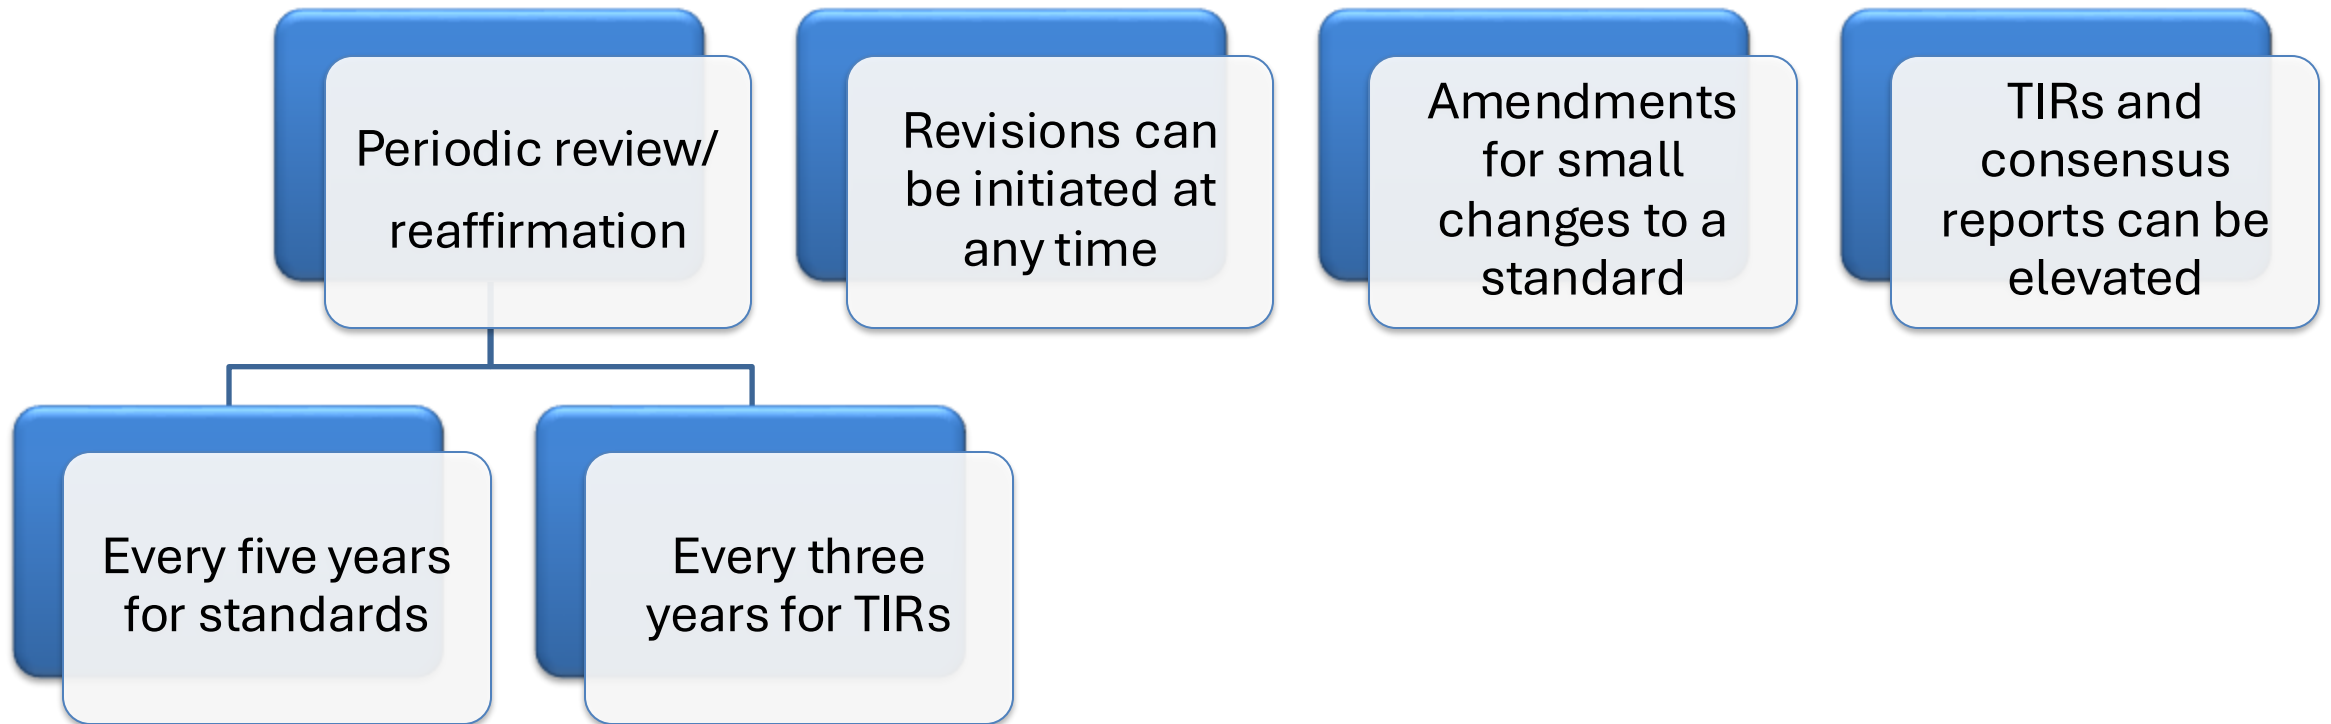 Periodic review/
reaffirmation
Revisions can
be initiated at
any time
Amendments
for small
changes to a
standard
TIRs and
consensus
reports can be
elevated
Every five years
for standards
Every three
years for TIRs